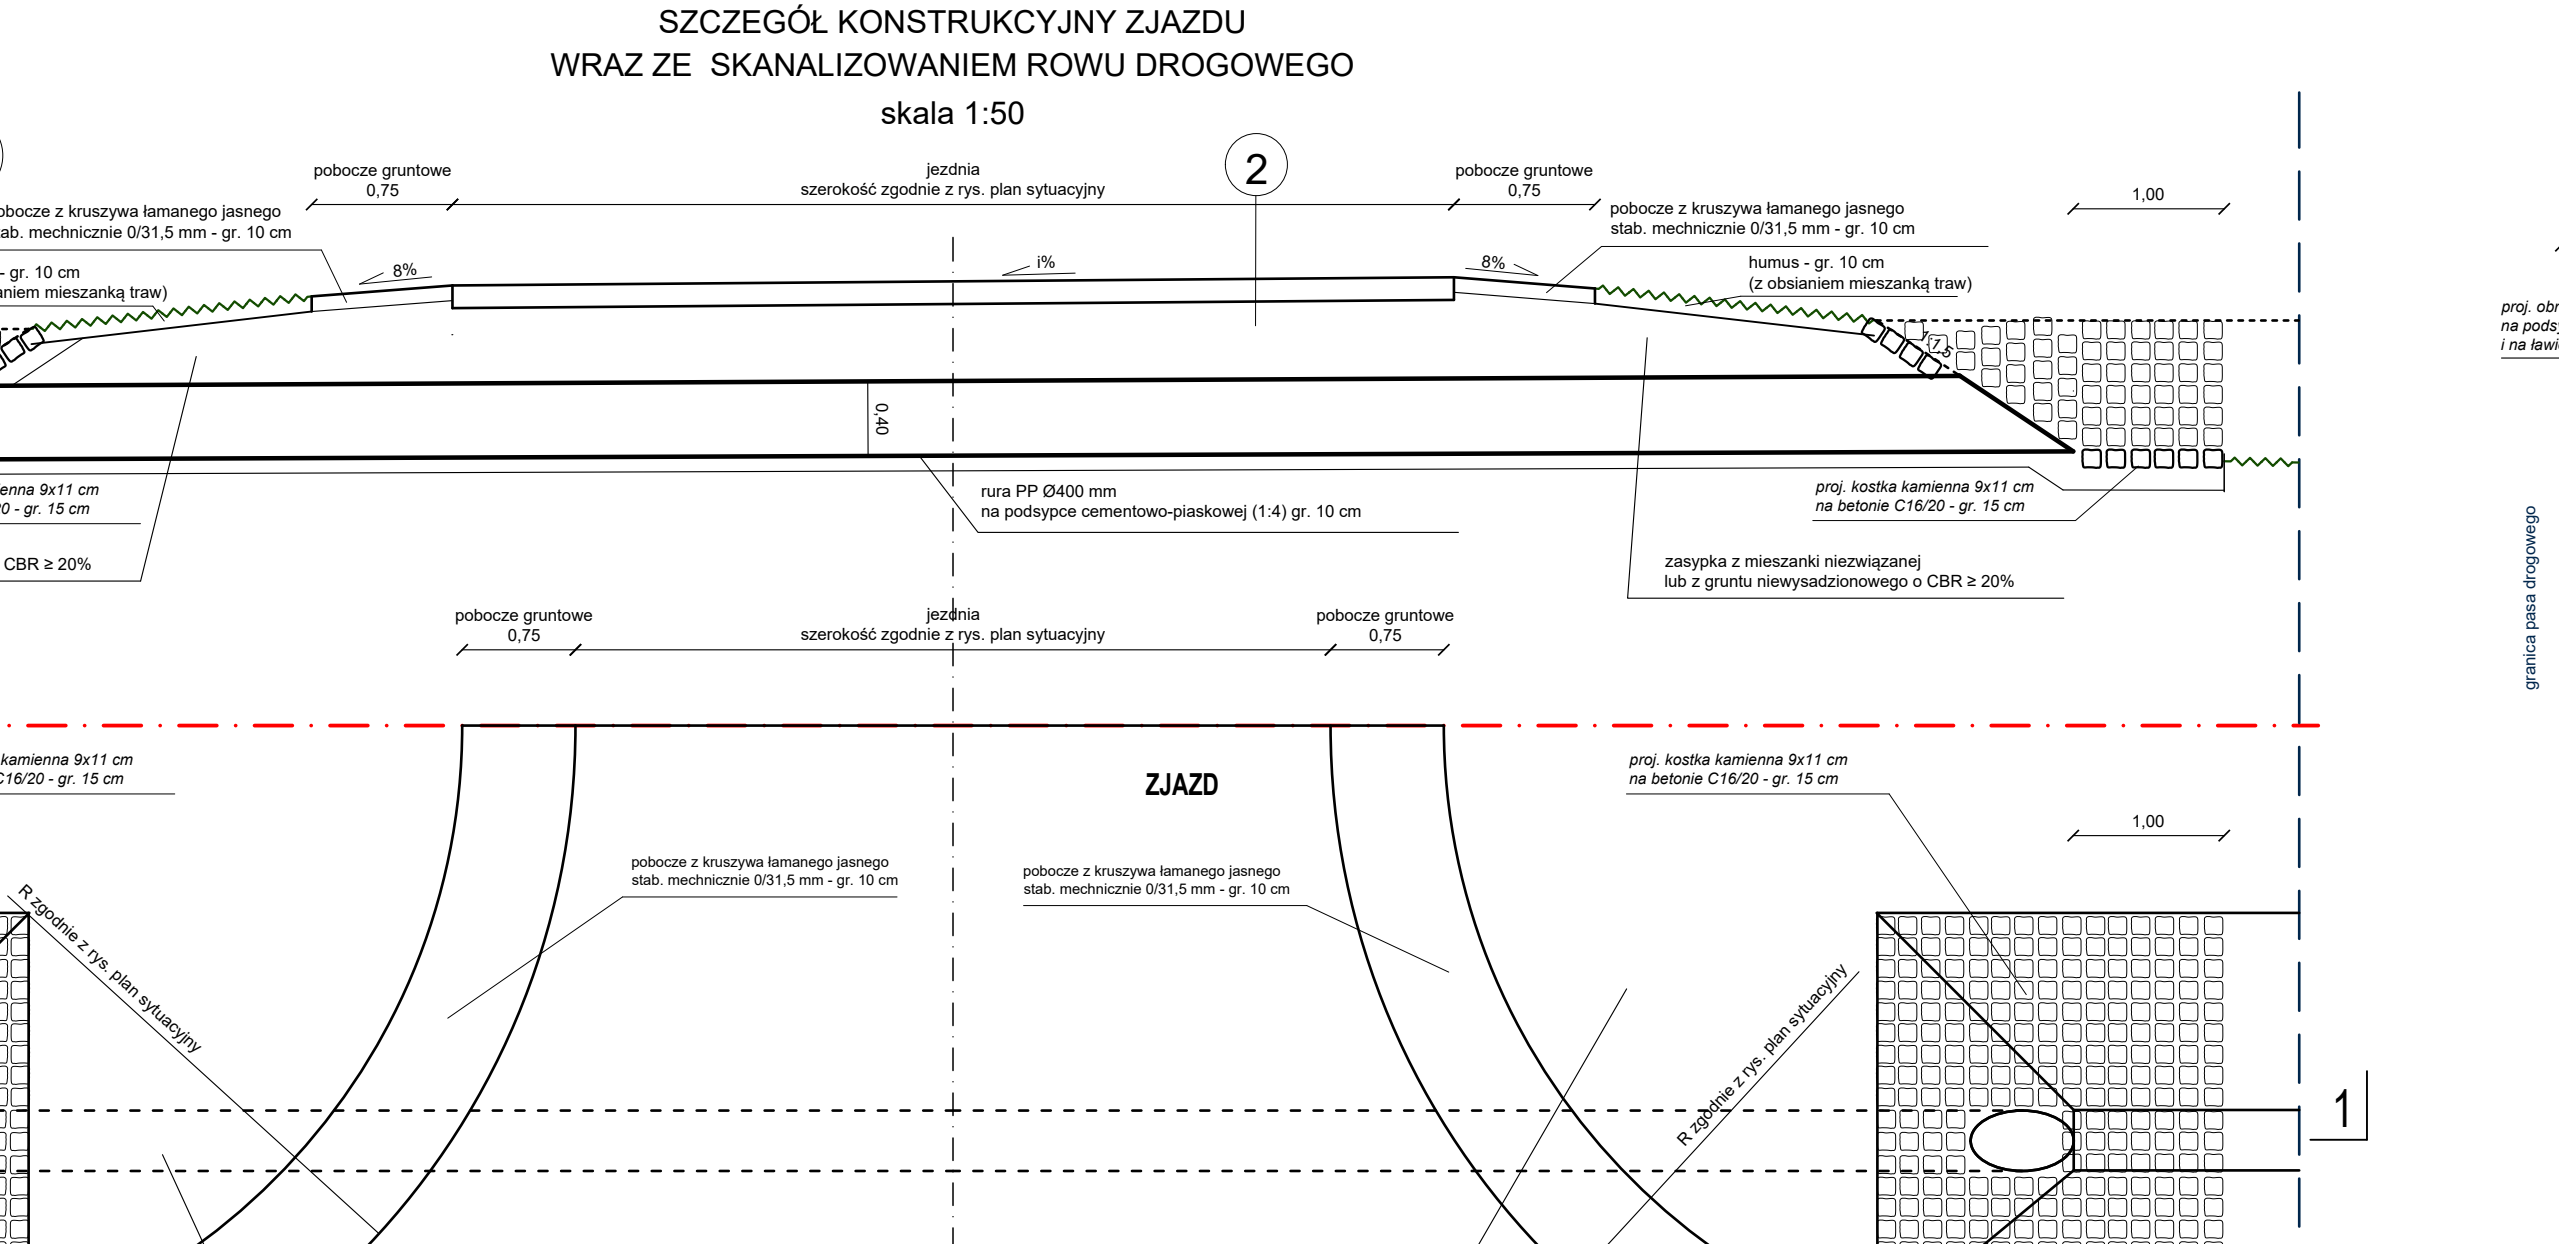 SZCZEGÓŁ KONSTRUKCYJNY ZJAZDU
WRAZ ZE SKANALIZOWANIEM ROWU DROGOWEGO
skala 1:50
2
pobocze gruntowe
0,75
jezdnia
szerokość zgodnie z rys. plan sytuacyjny
pobocze gruntowe
0,75
1,00
obocze z kruszywa łamanego jasnego
tab. mechnicznie 0/31,5 mm - gr. 10 cm
pobocze z kruszywa łamanego jasnego
stab. mechnicznie 0/31,5 mm - gr. 10 cm
- gr. 10 cm
aniem mieszanką traw)
8%
i%
8%
humus - gr. 10 cm
(z obsianiem mieszanką traw)
1:1,5
proj. obr
na pods
i na ław
0,40
enna 9x11 cm
20 - gr. 15 cm
rura PP Ø400 mm
na podsypce cementowo-piaskowej (1:4) gr. 10 cm
proj. kostka kamienna 9x11 cm
na betonie C16/20 - gr. 15 cm
CBR ≥ 20%
zasypka z mieszanki niezwiązanej
lub z gruntu niewysadzionowego o CBR ≥ 20%
granica pasa drogowego
pobocze gruntowe
0,75
jezdnia
szerokość zgodnie z rys. plan sytuacyjny
pobocze gruntowe
0,75
kamienna 9x11 cm
C16/20 - gr. 15 cm
ZJAZD
proj. kostka kamienna 9x11 cm
na betonie C16/20 - gr. 15 cm
1,00
pobocze z kruszywa łamanego jasnego
stab. mechnicznie 0/31,5 mm - gr. 10 cm
pobocze z kruszywa łamanego jasnego
stab. mechnicznie 0/31,5 mm - gr. 10 cm
R zgodnie z rys. plan sytuacyjny
R zgodnie z rys. plan sytuacyjny
1